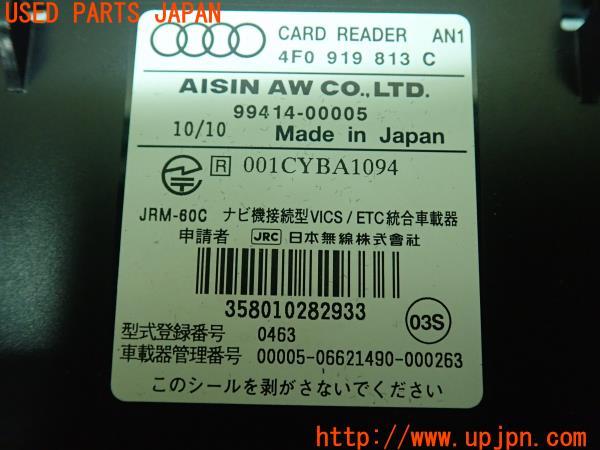 USED PARTS JAPAN
CARD READER AN1
4F0 919 813 C
AISIN AW CO.,LTD.
99414-00005
10/10 Made in Japan
R 001CYBA1094
JRM-60C ナビ機接続型VICS/ETC統合車載器
申請者 JRC 日本無線株式会社
358010282933
03S
型式登録番号 0463
車載器管理番号 00005-06621490-000263
このシールを剥がさないでください
http://www.upjpn.com